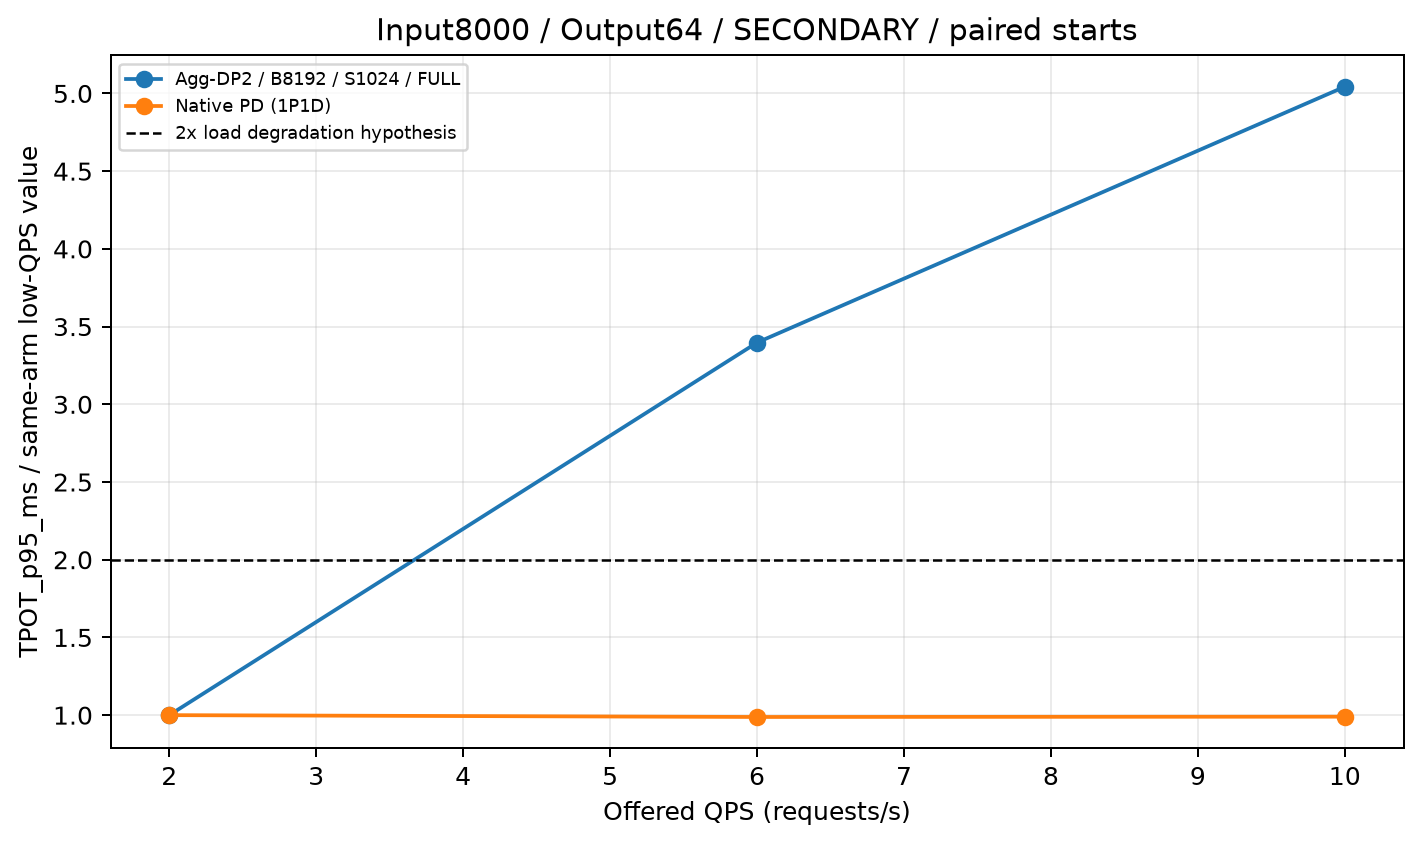 Input8000 / Output64 / SECONDARY / paired starts
Agg-DP2 / B8192 / S1024 / FULL
Native PD (1P1D)
2x load degradation hypothesis
TPOT_p95_ms / same-arm low-QPS value
5.0
4.5
4.0
3.5
3.0
2.5
2.0
1.5
1.0
2 3 4 5 6 7 8 9 10
Offered QPS (requests/s)